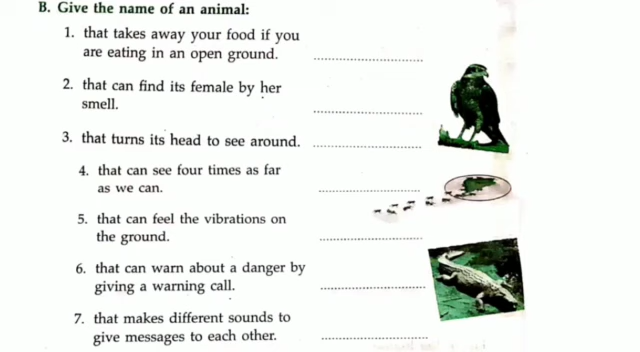 B. Give the name of an animal:
1. that takes away your food if you
are eating in an open ground. ............................
2. that can find its female by her
smell. ............................
3. that turns its head to see around. ............................
4. that can see four times as far
as we can. ............................
5. that can feel the vibrations on
the ground. ............................
6. that can warn about a danger by
giving a warning call. ............................
7. that makes different sounds to
give messages to each other. ............................